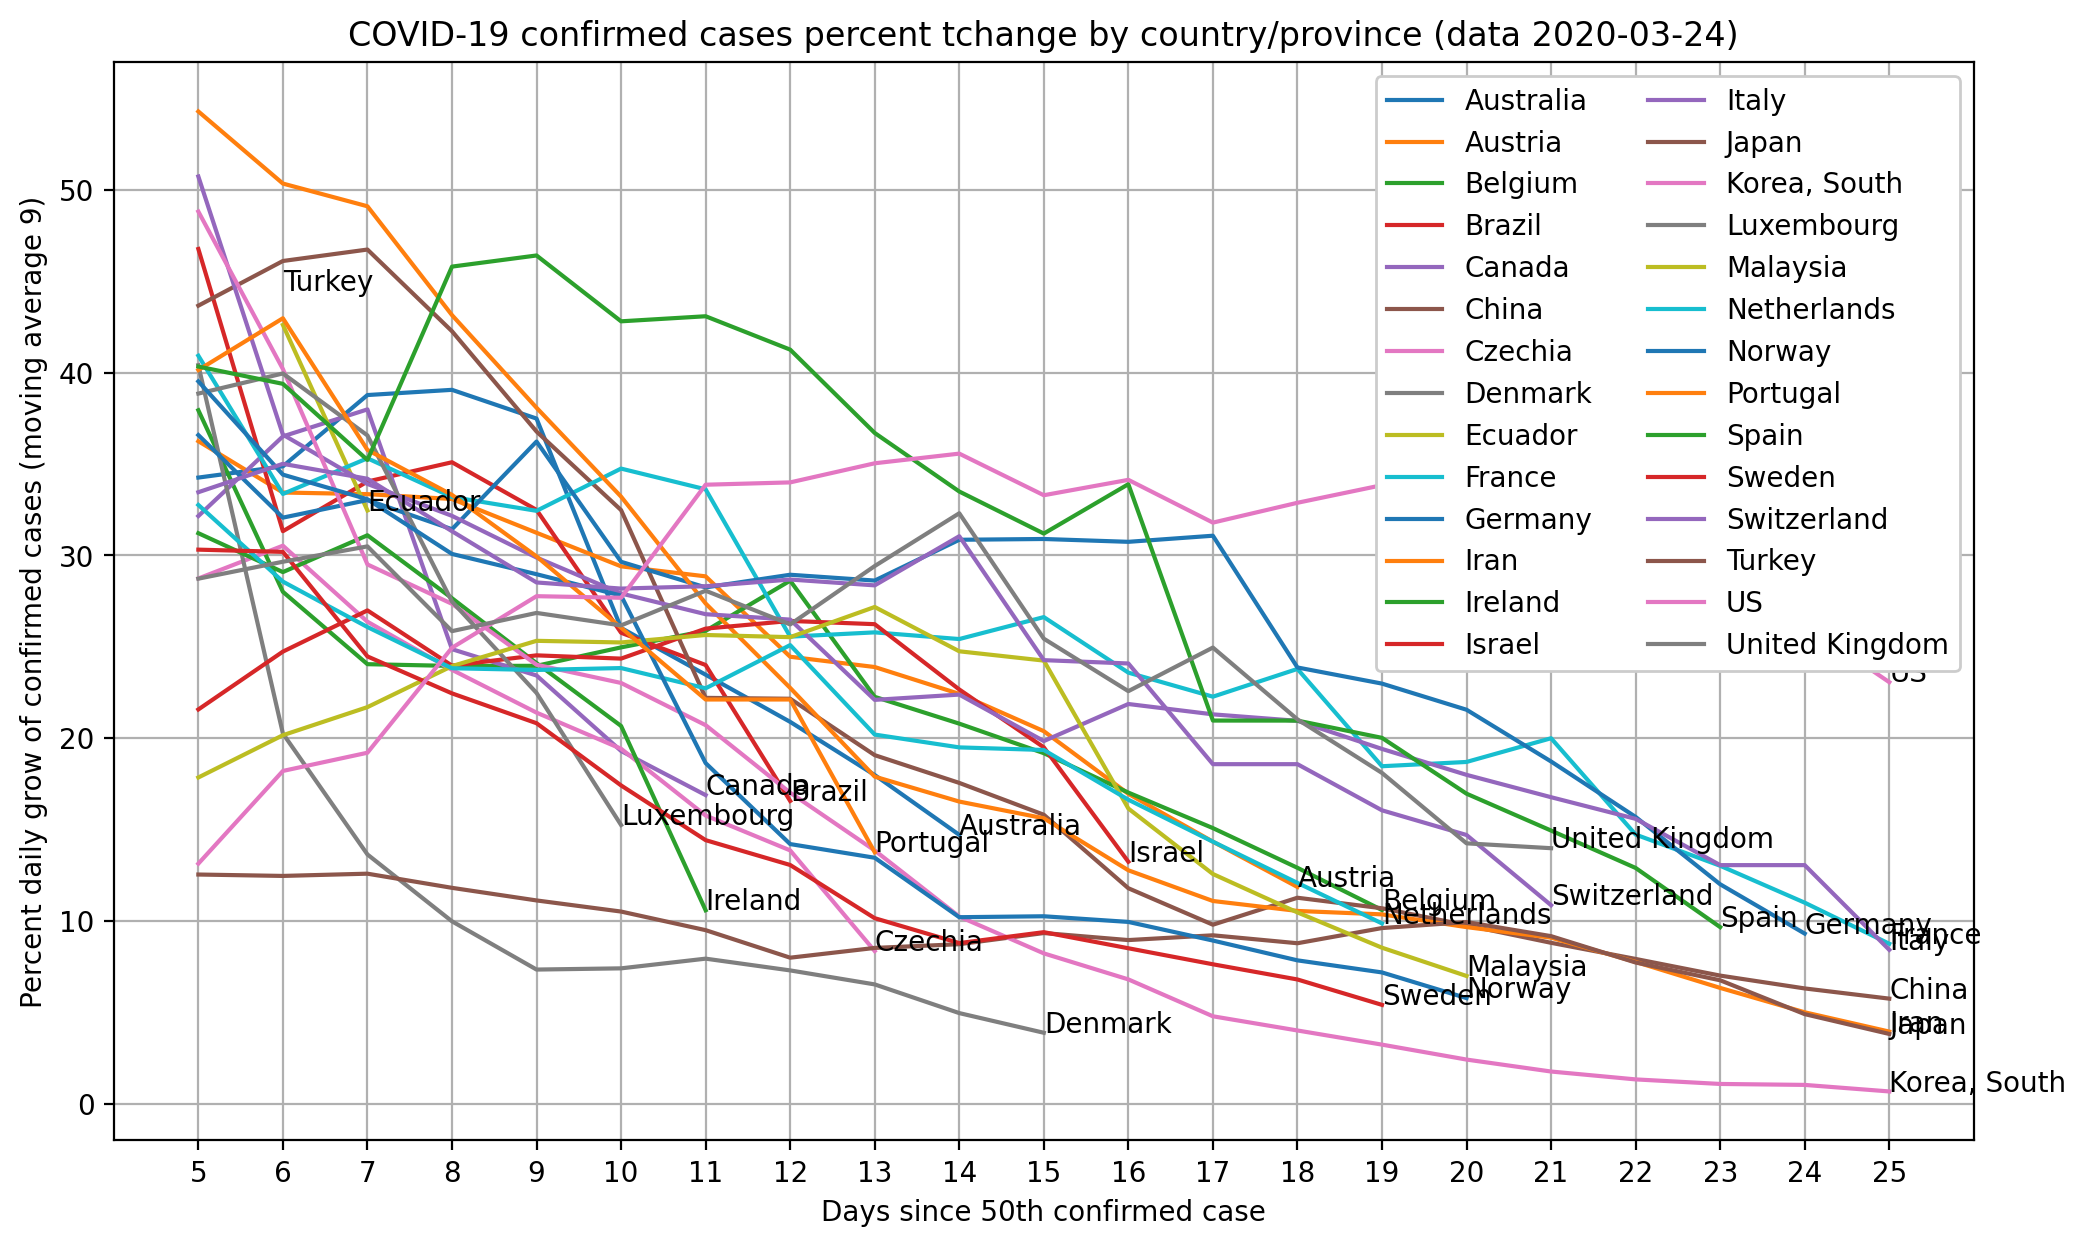 COVID-19 confirmed cases percent tchange by country/province (data 2020-03-24)
Percent daily grow of confirmed cases (moving average 9)
50
40
30
20
10
0
Australia
Austria
Belgium
Brazil
Canada
China
Czechia
Denmark
Ecuador
France
Germany
Iran
Ireland
Israel
Italy
Japan
Korea, South
Luxembourg
Malaysia
Netherlands
Norway
Portugal
Spain
Sweden
Switzerland
Turkey
US
United Kingdom
Turkey
Ecuador
US
Canada
Brazil
Luxembourg
Australia
Portugal
Israel
United Kingdom
Austria
Ireland
Belgium
Netherlands
Switzerland
Spain
Germany
France
Italy
Czechia
Malaysia
Norway
Sweden
China
Denmark
Iran
Japan
Korea, South
5 6 7 8 9 10 11 12 13 14 15 16 17 18 19 20 21 22 23 24 25
Days since 50th confirmed case